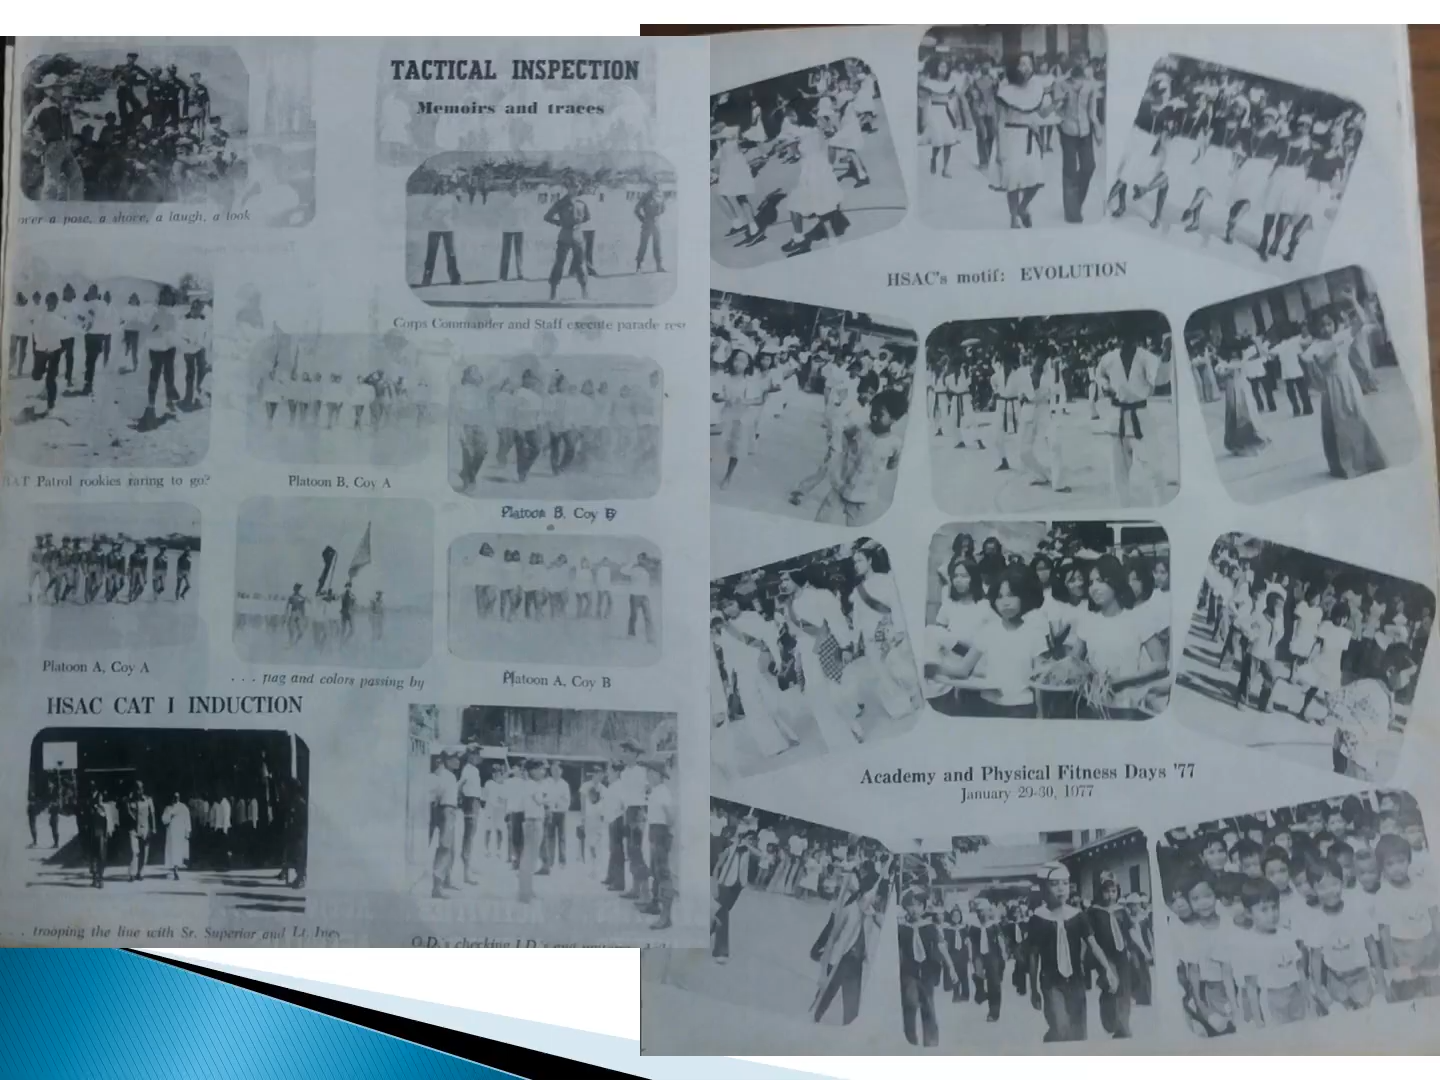 TACTICAL INSPECTION
Memoirs and traces
over a pose, a shove, a laugh, a look
Corps Commander and Staff execute parade
Patrol rookies raring to go?
Platoon B, Coy A
Platoon B, Coy B
Platoon A, Coy A
. . . flag and colors passing by
Platoon A, Coy B
HSAC CAT I INDUCTION
. . trooping the line with Sr. Superior and Lt.
O.D.'s checking I.D.'s
HSAC's motif: EVOLUTION
Academy and Physical Fitness Days '77
January 29-30, 1977